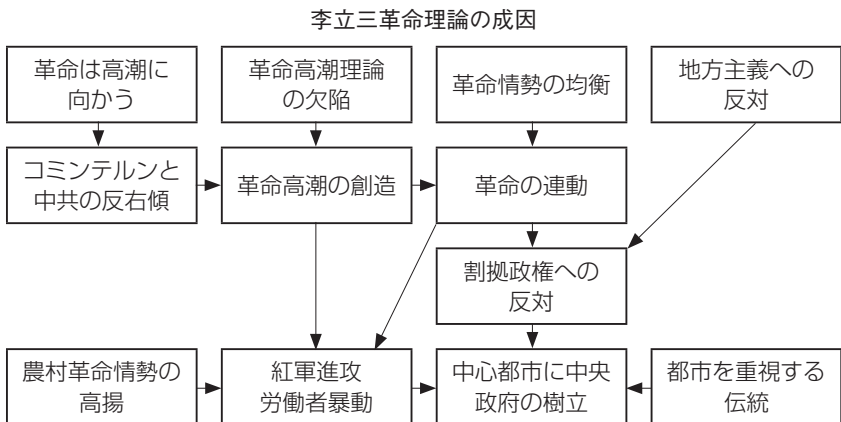 李立三革命理論の成因
革命は高潮に
向かう
革命高潮理論
の欠陥
革命情勢の均衡
地方主義への
反対
コミンテルンと
中共の反右傾
革命高潮の創造
革命の連動
割拠政権への
反対
農村革命情勢の
高揚
紅軍進攻
労働者暴動
中心都市に中央
政府の樹立
都市を重視する
伝統